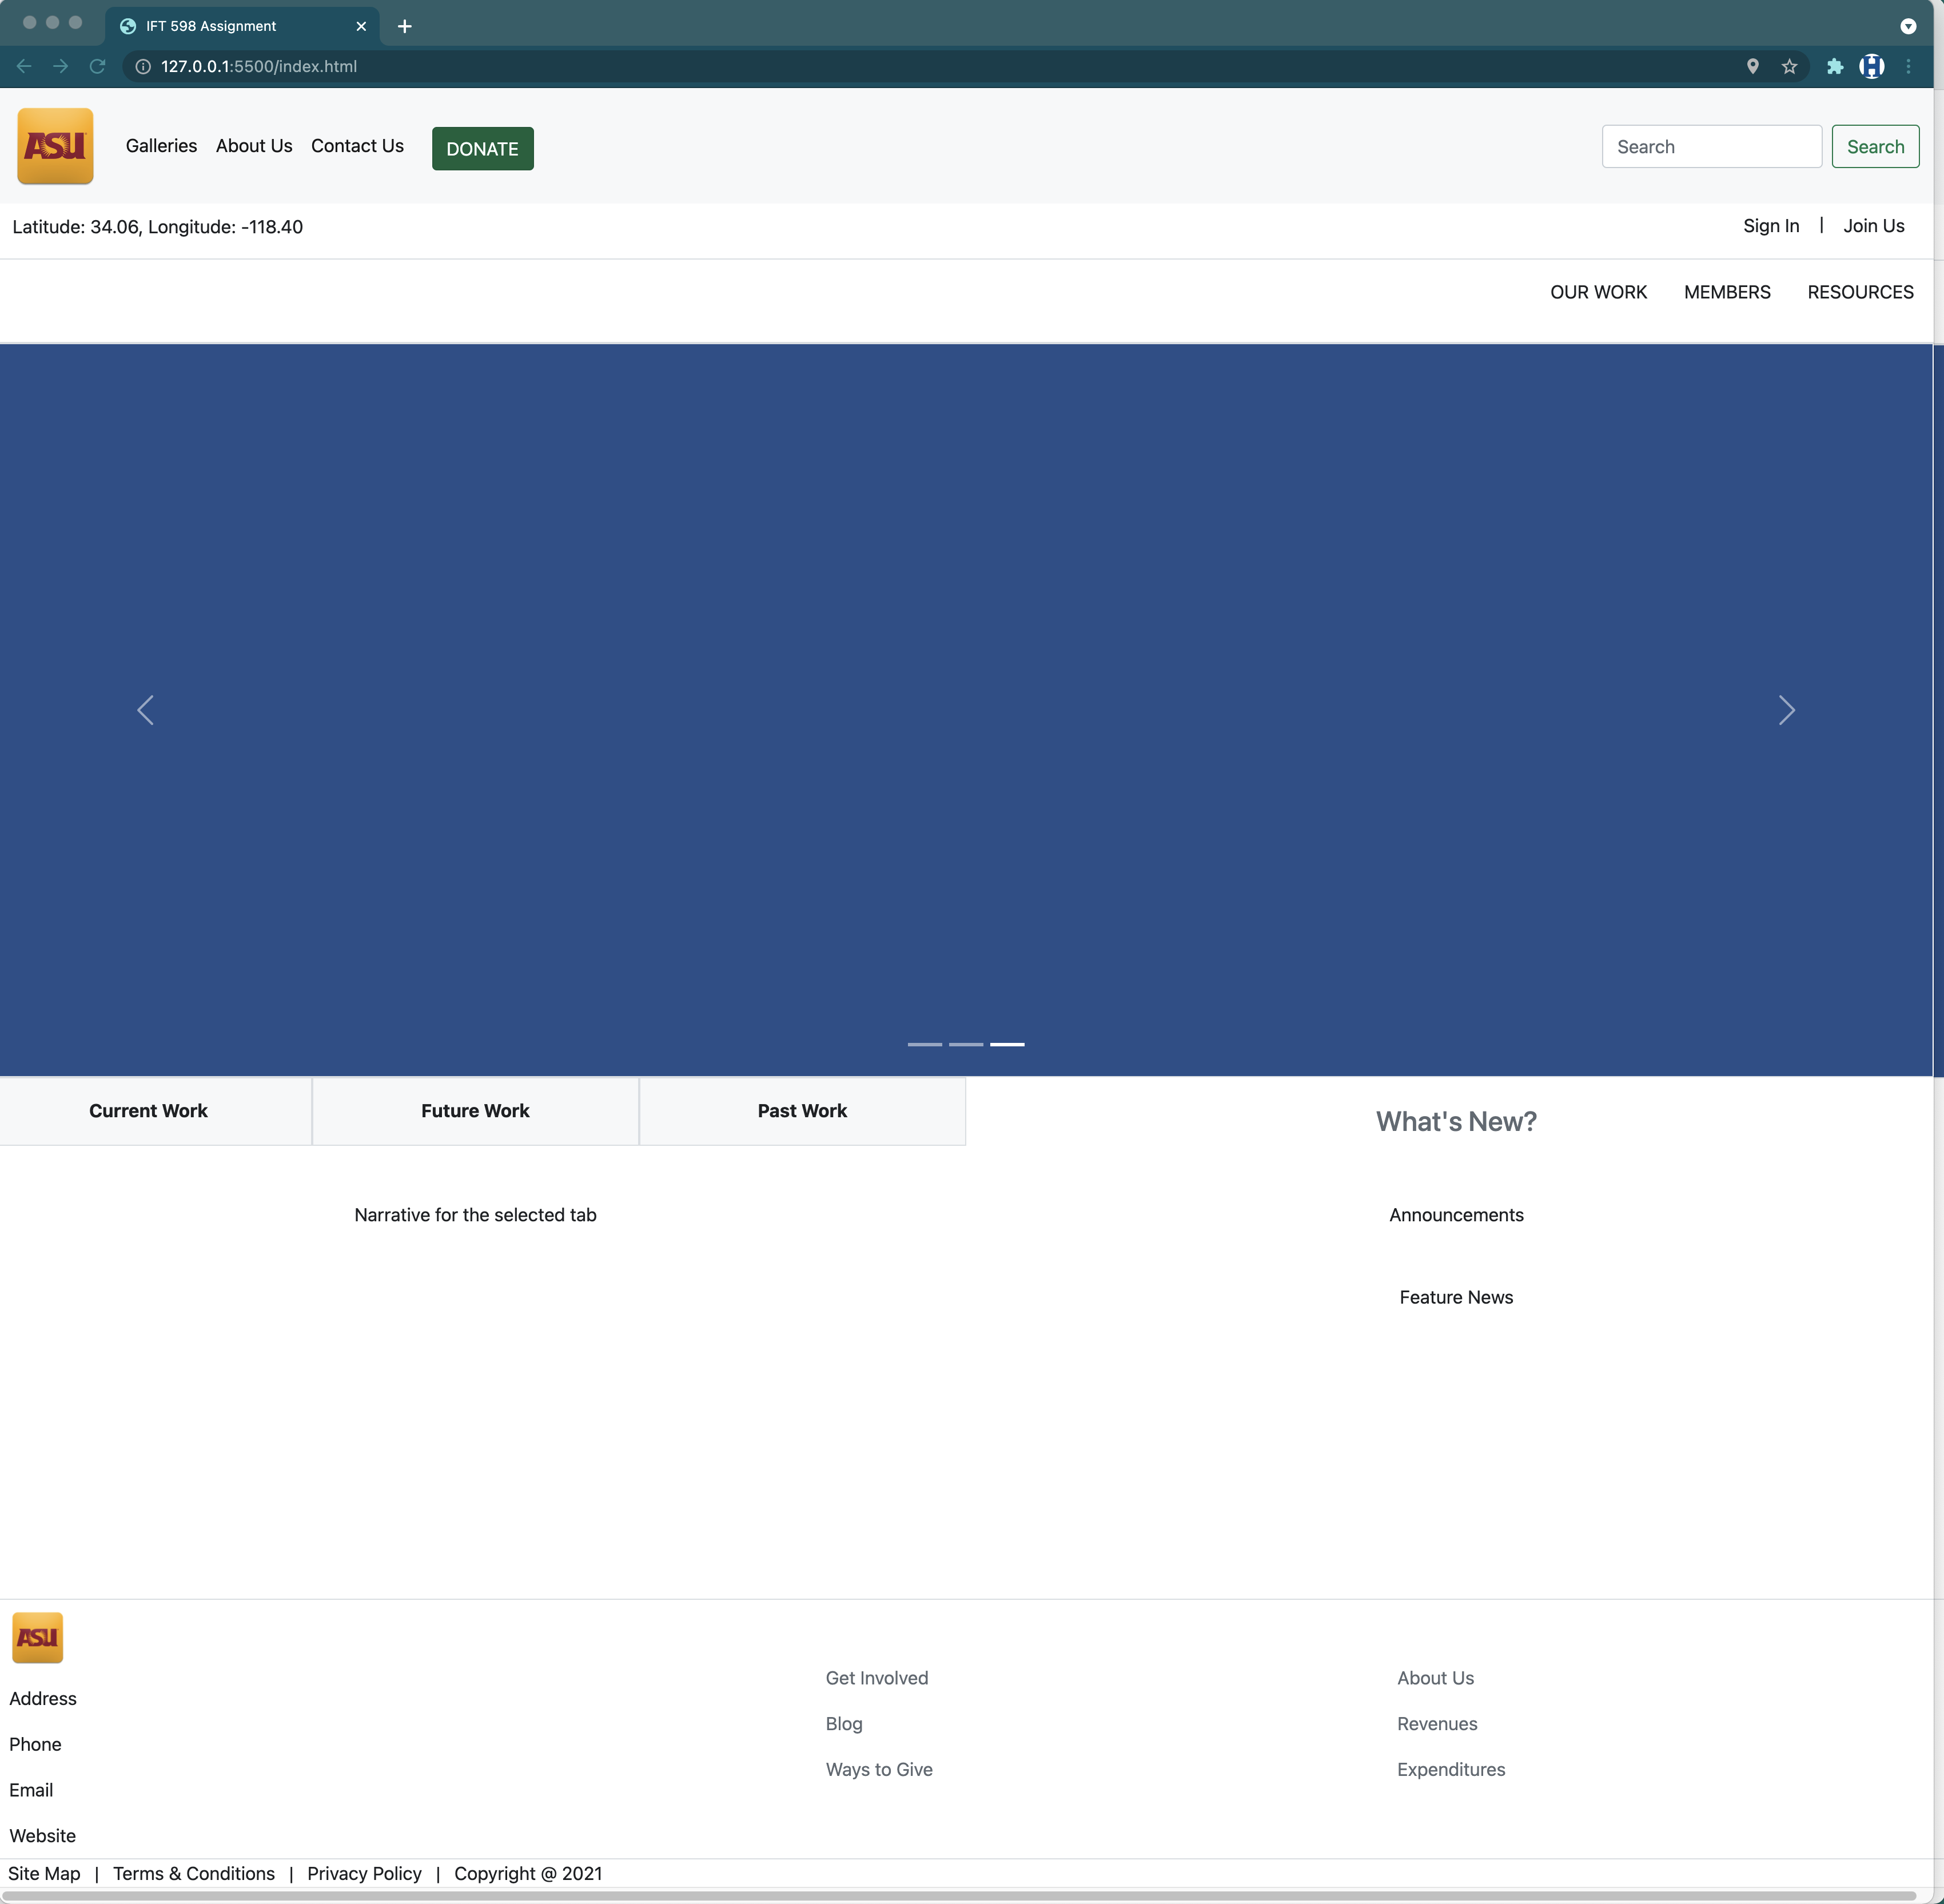 IFT 598 Assignment
127.0.0.1:5500/index.html
ASU
Galleries About Us Contact Us DONATE Search Search
Latitude: 34.06, Longitude: -118.40 Sign In | Join Us
OUR WORK MEMBERS RESOURCES
Current Work Future Work Past Work What's New?
Narrative for the selected tab Announcements
Feature News
ASU
Get Involved About Us
Address
Blog Revenues
Phone
Ways to Give Expenditures
Email
Website
Site Map | Terms & Conditions | Privacy Policy | Copyright @ 2021